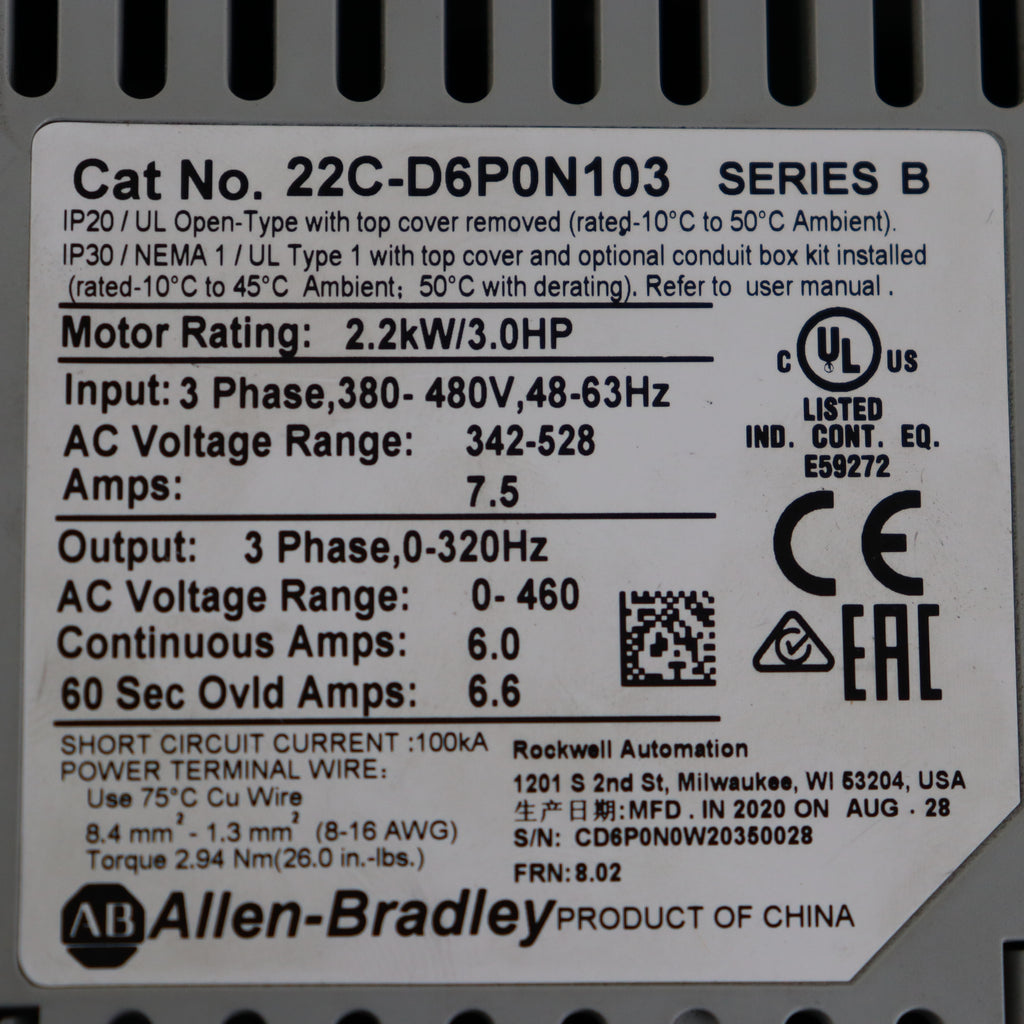 Cat No. 22C-D6P0N103 SERIES B
IP20 / UL Open-Type with top cover removed (rated-10°C to 50°C Ambient).
IP30 / NEMA 1 / UL Type 1 with top cover and optional conduit box kit installed
(rated-10°C to 45°C Ambient; 50°C with derating). Refer to user manual .
Motor Rating: 2.2kW/3.0HP
Input: 3 Phase,380- 480V,48-63Hz
AC Voltage Range: 342-528
Amps: 7.5
C UL US
LISTED
IND. CONT. EQ.
E59272
CE
EAC
Output: 3 Phase,0-320Hz
AC Voltage Range: 0- 460
Continuous Amps: 6.0
60 Sec Ovld Amps: 6.6
SHORT CIRCUIT CURRENT :100kA
POWER TERMINAL WIRE:
Use 75°C Cu Wire
8.4 mm² - 1.3 mm² (8-16 AWG)
Torque 2.94 Nm(26.0 in.-lbs.)
Rockwell Automation
1201 S 2nd St, Milwaukee, WI 53204, USA
生产日期:MFD . IN 2020 ON AUG · 28
S/N: CD6P0N0W20350028
FRN: 8.02
AB Allen-Bradley PRODUCT OF CHINA